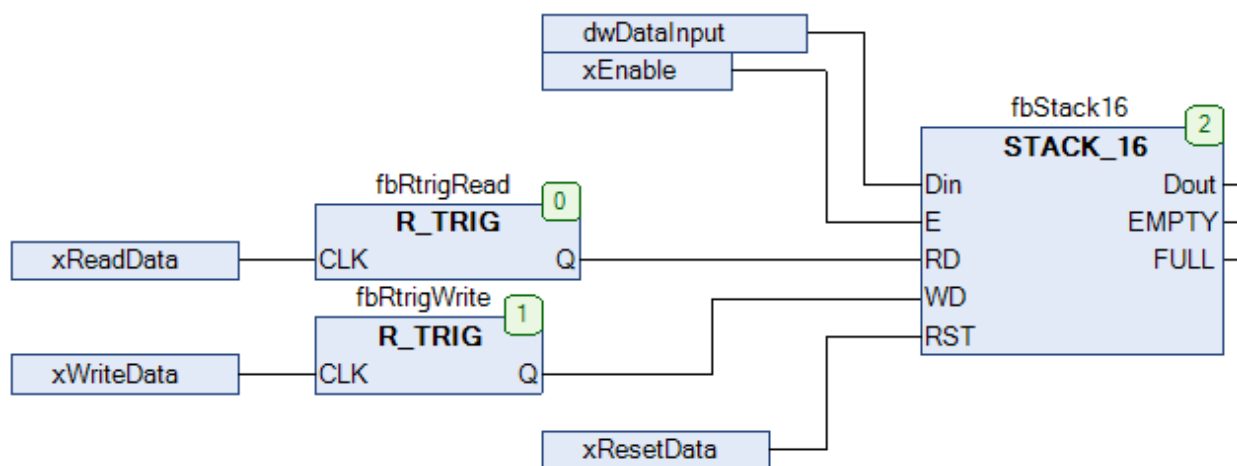 dwDataInput
xEnable
fbStack16
2
STACK_16
Din Dout
E EMPTY
RD FULL
WD
RST
fbRtrigRead
0
R_TRIG
xReadData CLK Q
fbRtrigWrite
1
R_TRIG
xWriteData CLK Q
xResetData